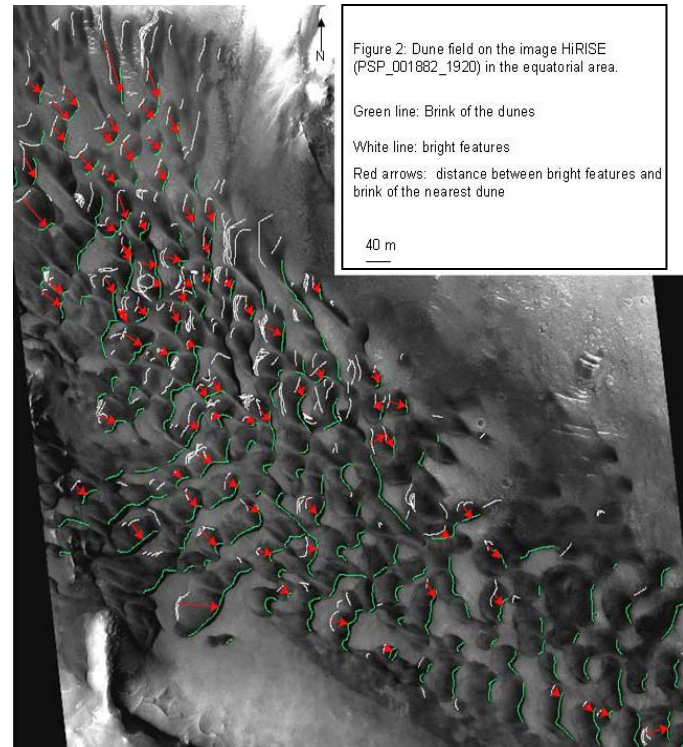 N
Figure 2: Dune field on the image HiRISE
(PSP_001882_1920) in the equatorial area.
Green line: Brink of the dunes
White line: bright features
Red arrows: distance between bright features and
brink of the nearest dune
40 m